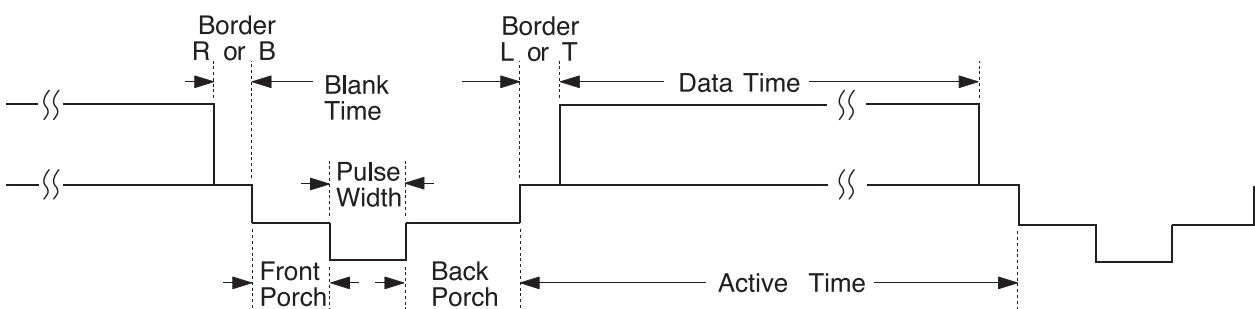 Border
R or B
Border
L or T
Blank
Time
Data Time
Pulse
Width
Front
Porch
Back
Porch
Active Time